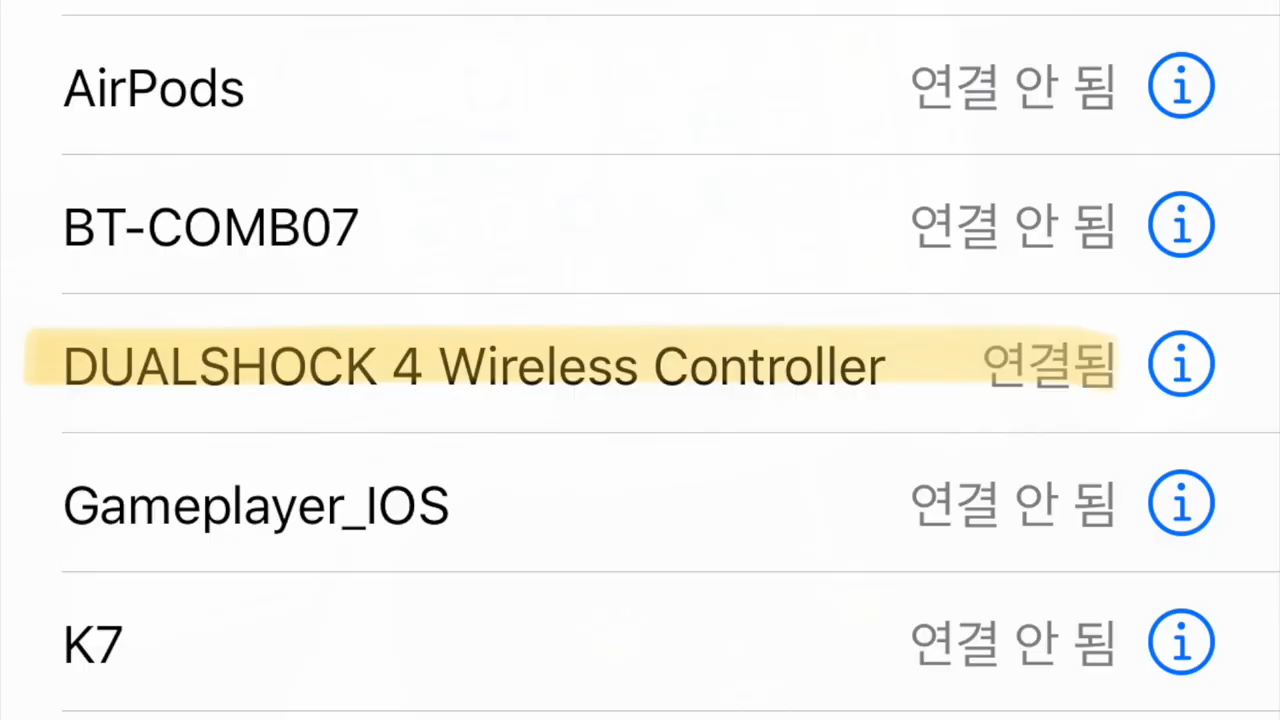 AirPods 연결 안 됨
BT-COMB07 연결 안 됨
DUALSHOCK 4 Wireless Controller 연결됨
Gameplayer_IOS 연결 안 됨
K7 연결 안 됨